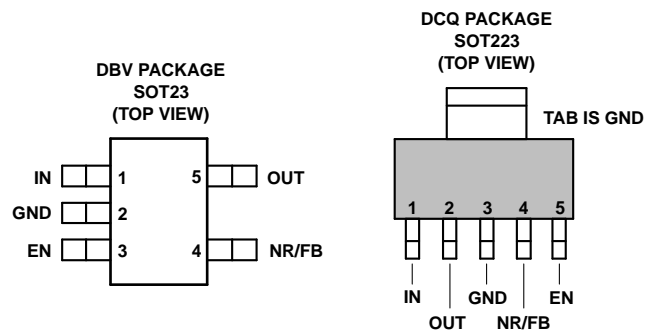 DBV PACKAGE
SOT23
(TOP VIEW)
IN 1 5 OUT
GND 2
EN 3 4 NR/FB
DCQ PACKAGE
SOT223
(TOP VIEW)
TAB IS GND
1 2 3 4 5
IN GND EN
OUT NR/FB